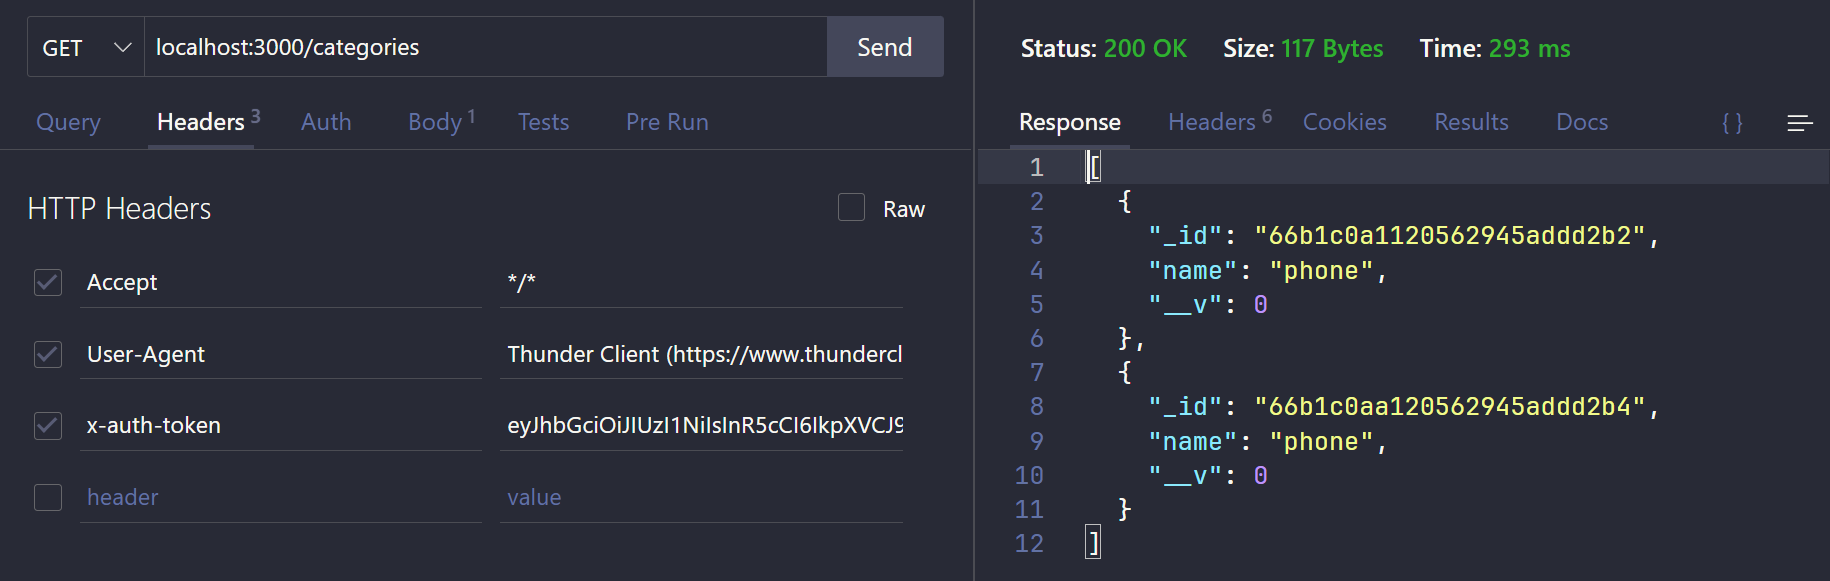 GET localhost:3000/categories Send
Query Headers 3 Auth Body 1 Tests Pre Run
HTTP Headers Raw
Accept */*
User-Agent Thunder Client (https://www.thundercl
x-auth-token eyJhbGciOiJIUzI1NiIsInR5cCI6IkpXVCJ9
header value
Status: 200 OK Size: 117 Bytes Time: 293 ms
Response Headers 6 Cookies Results Docs { }
1 [
2 {
3 "_id": "66b1c0a1120562945addd2b2",
4 "name": "phone",
5 "__v": 0
6 },
7 {
8 "_id": "66b1c0aa120562945addd2b4",
9 "name": "phone",
10 "__v": 0
11 }
12 ]